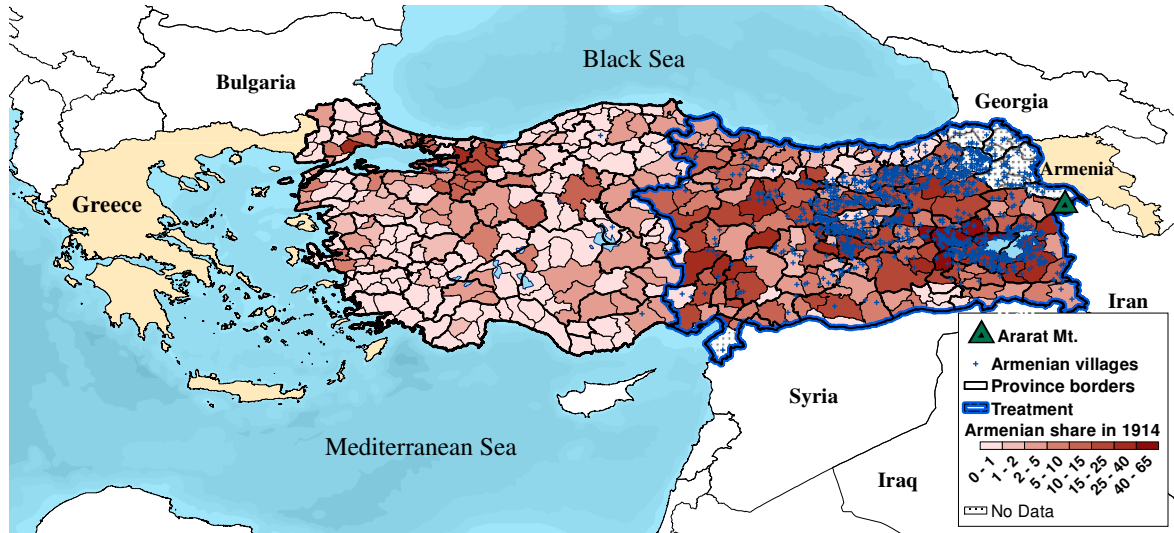 Black Sea
Bulgaria
Georgia
Armenia
Greece
Iran
Syria
Mediterranean Sea
Iraq
Ararat Mt.
Armenian villages
Province borders
Treatment
Armenian share in 1914
0 - 1
1 - 2
2 - 5
5 - 10
10 - 15
15 - 25
25 - 40
40 - 65
No Data